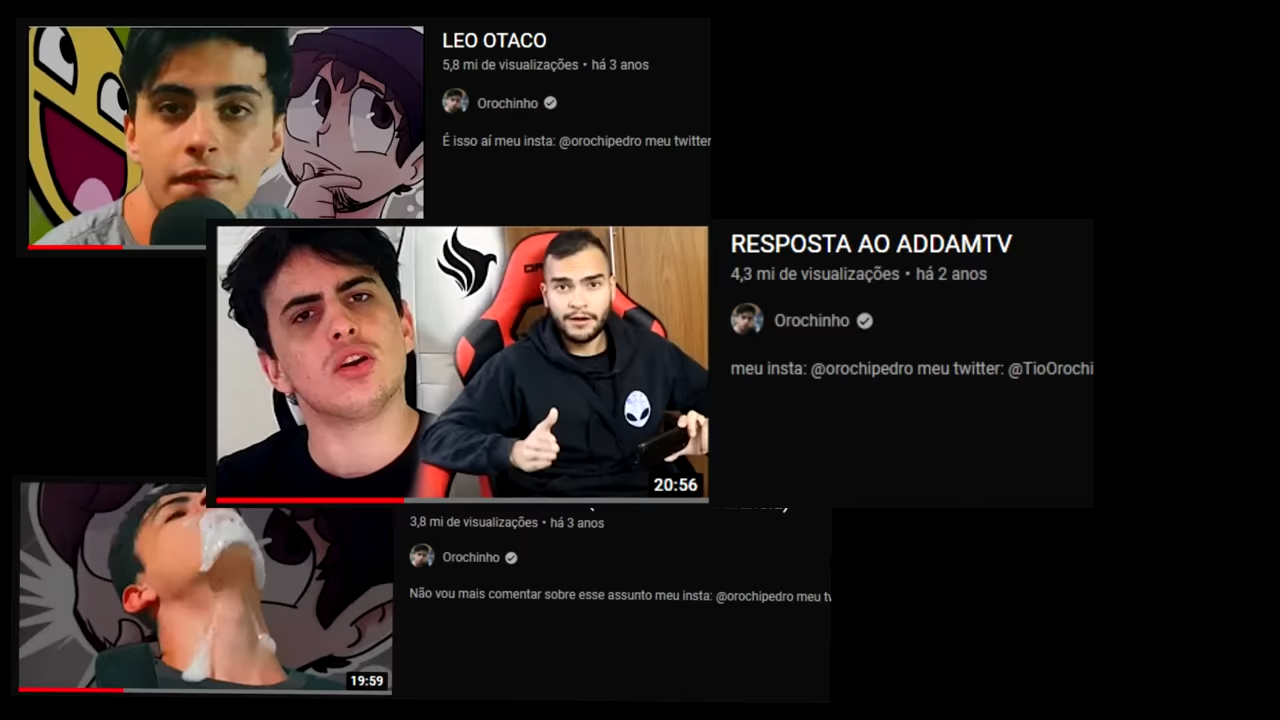 LEO OTACO
5,8 mi de visualizações • há 3 anos
Orochinho
É isso aí meu insta: @orochipedro meu twitter
RESPOSTA AO ADDAMTV
4,3 mi de visualizações • há 2 anos
Orochinho
meu insta: @orochipedro meu twitter: @TioOrochi
20:56
3,8 mi de visualizações • há 3 anos
Orochinho
Não vou mais comentar sobre esse assunto meu insta: @orochipedro meu tw
19:59